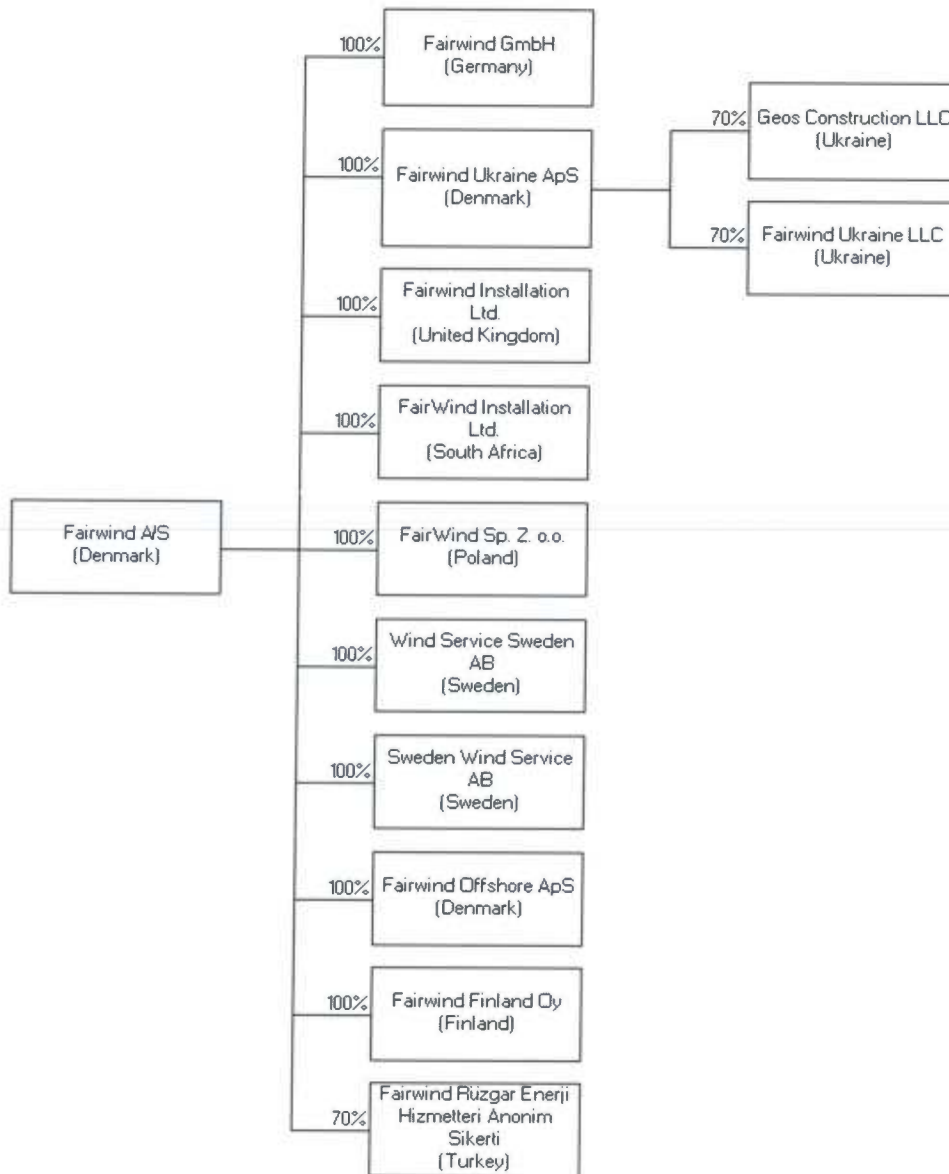 100%
Fairwind GmbH
(Germany)
100%
Fairwind Ukraine ApS
(Denmark)
70%
Geos Construction LLC
(Ukraine)
70%
Fairwind Ukraine LLC
(Ukraine)
100%
Fairwind Installation
Ltd.
(United Kingdom)
100%
FairWind Installation
Ltd.
(South Africa)
Fairwind A/S
(Denmark)
100%
FairWind Sp. Z. o.o.
(Poland)
100%
Wind Service Sweden
AB
(Sweden)
100%
Sweden Wind Service
AB
(Sweden)
100%
Fairwind Offshore ApS
(Denmark)
100%
Fairwind Finland Oy
(Finland)
70%
Fairwind Rüzgar Enerji
Hizmetteri Anonim
Sikerti
(Turkey)